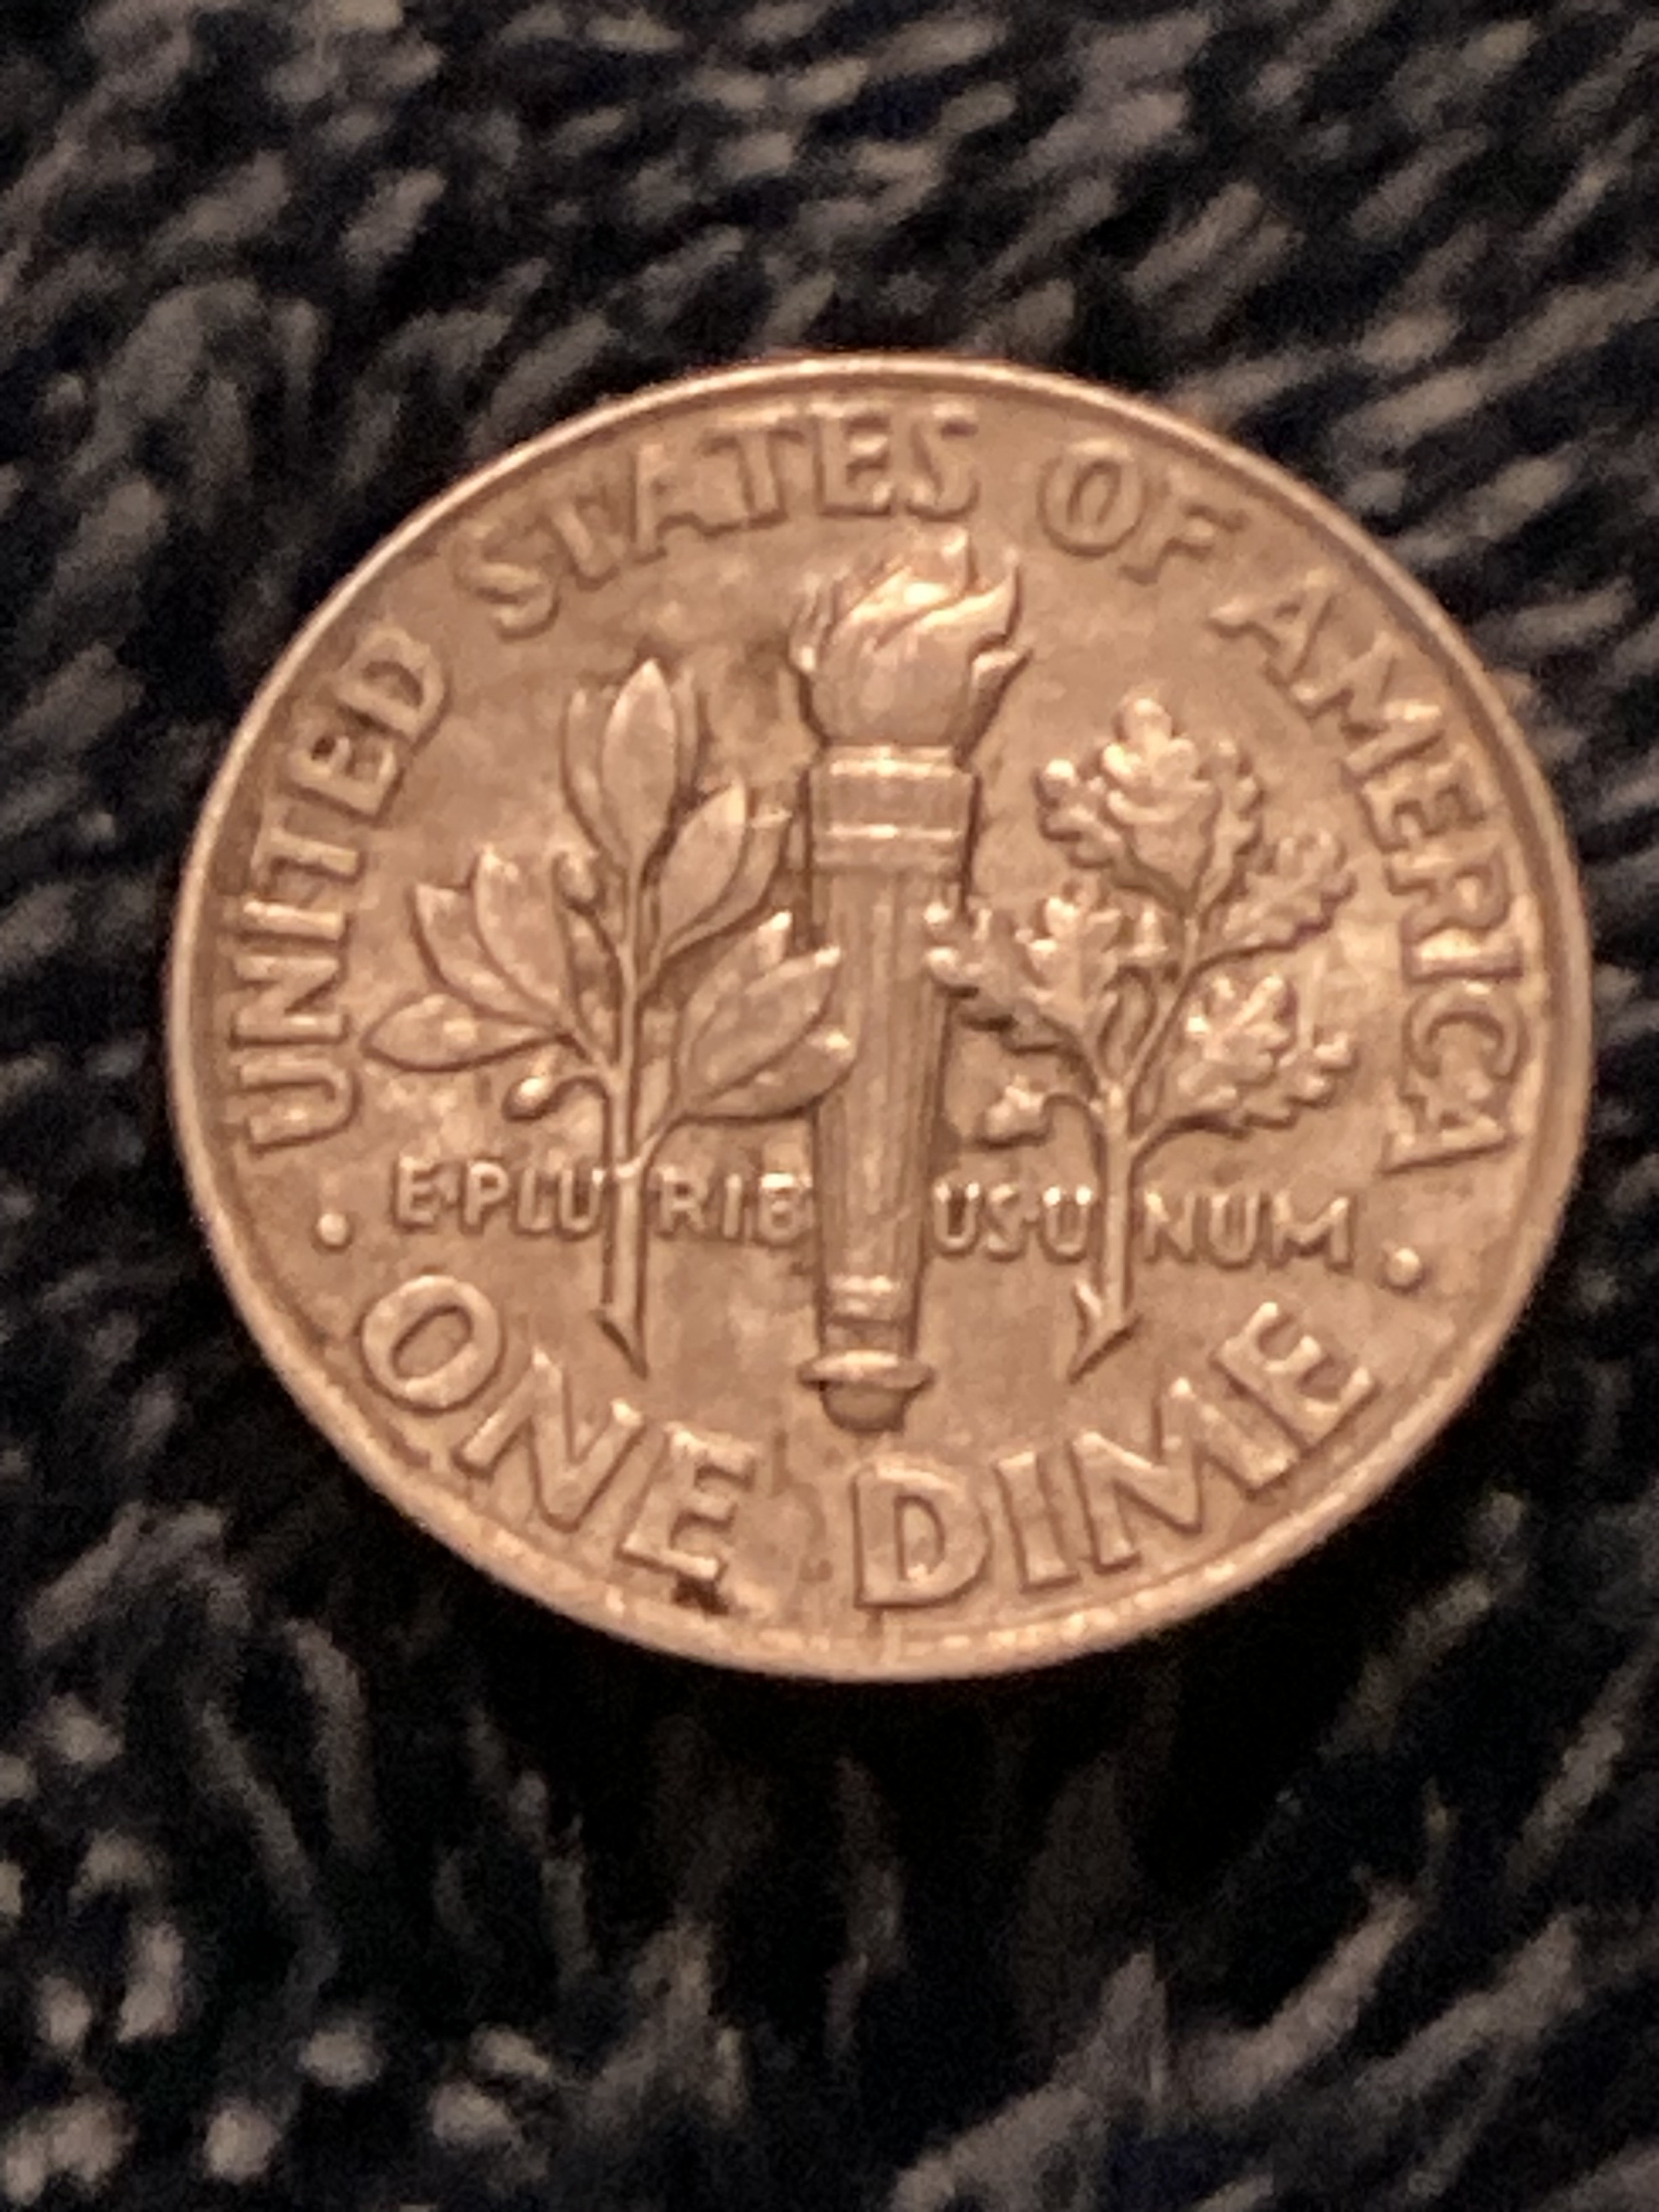 UNITED STATES OF AMERICA
E·PLURIBUS·UNUM
· ONE DIME ·